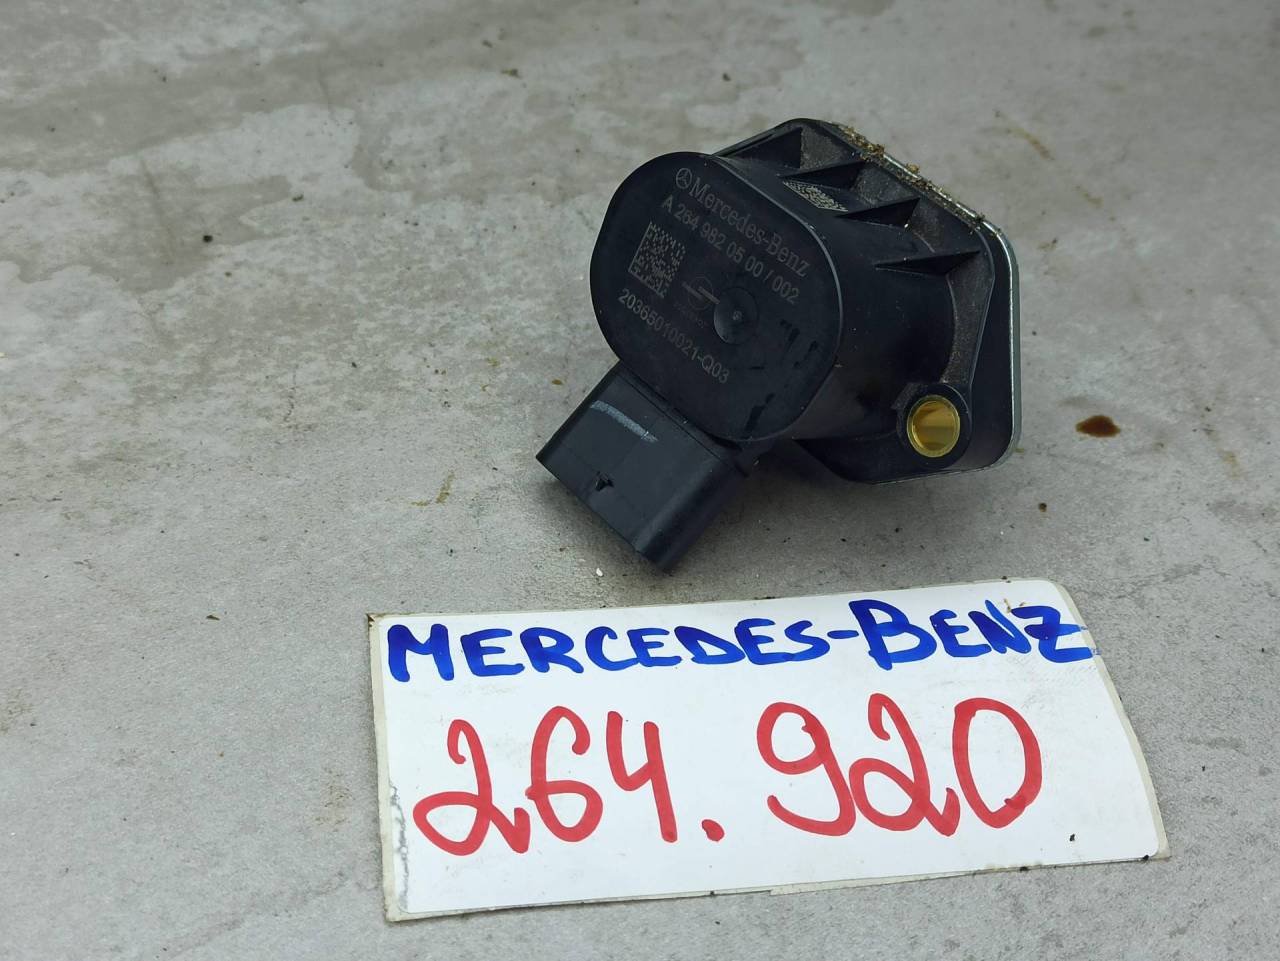 Mercedes-Benz
A 264 982 05 00 / 002
20365010021-Q03
MERCEDES-BENZ
264.920